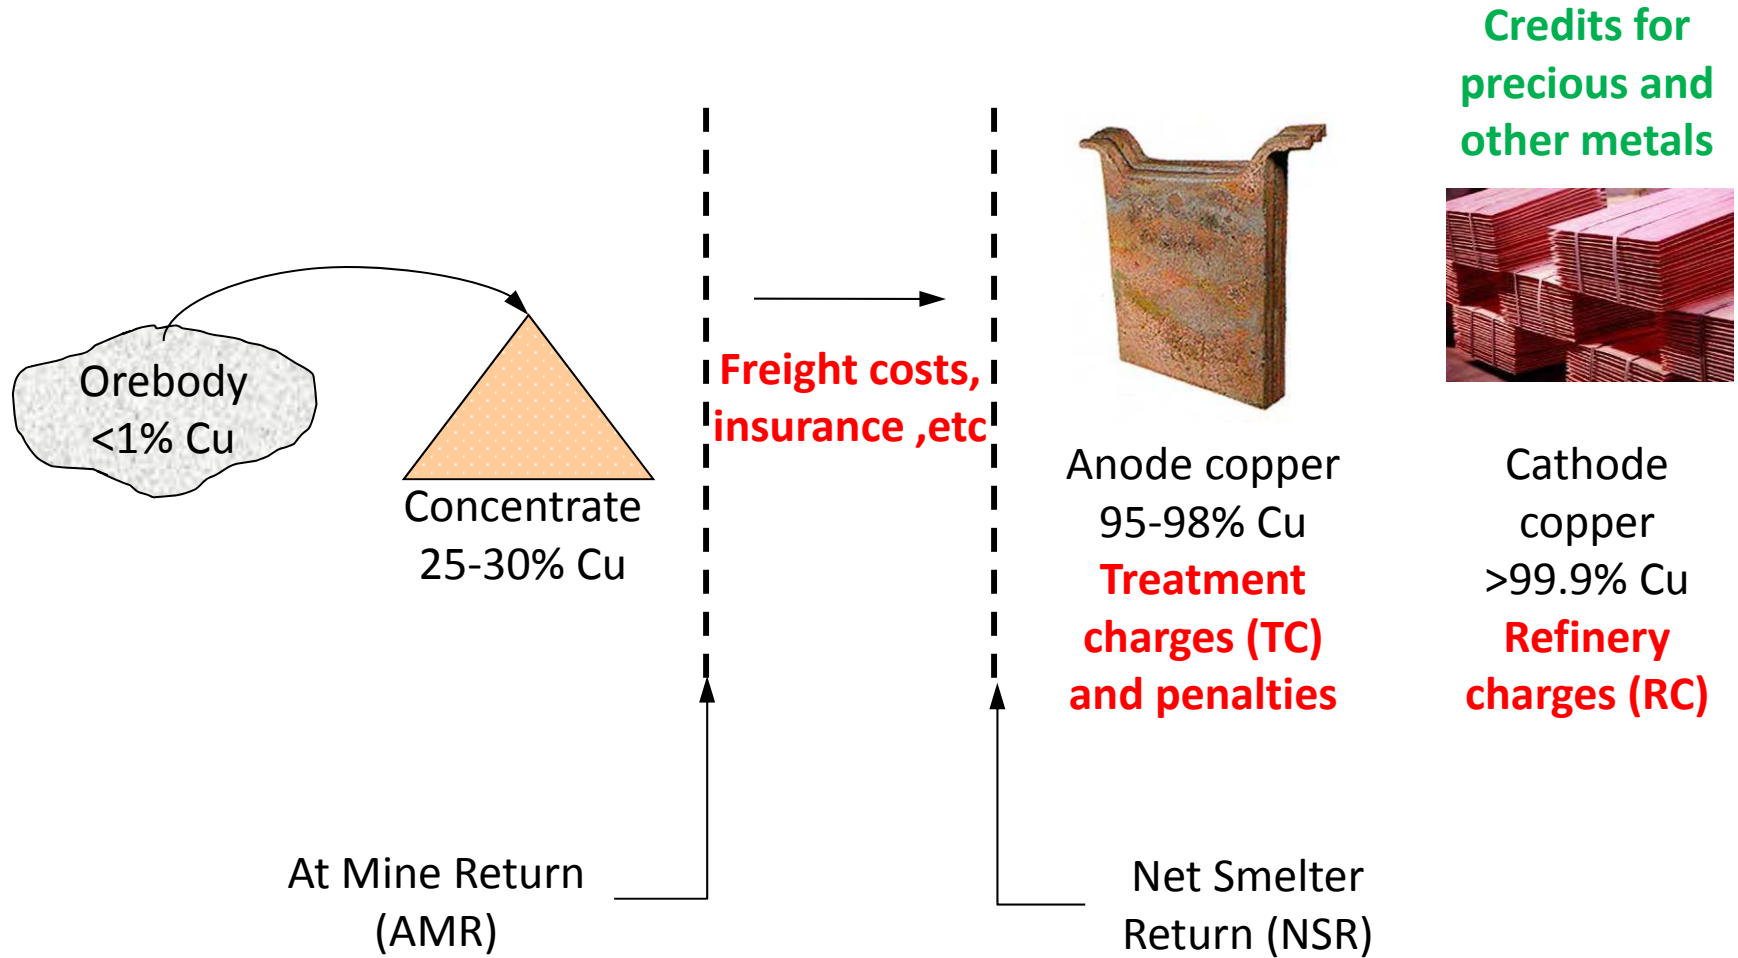 Credits for
precious and
other metals
Orebody
<1% Cu
Concentrate
25-30% Cu
Freight costs,
insurance ,etc
Anode copper
95-98% Cu
Treatment
charges (TC)
and penalties
Cathode
copper
>99.9% Cu
Refinery
charges (RC)
At Mine Return
(AMR)
Net Smelter
Return (NSR)